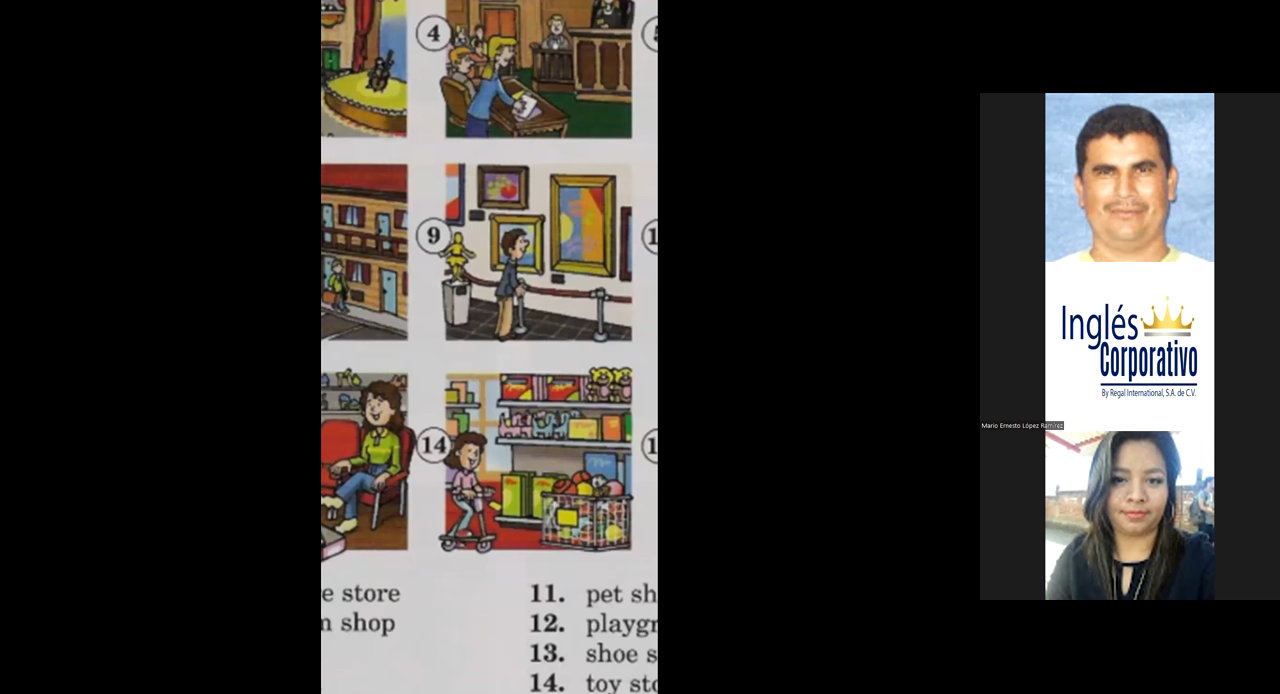 4
9
14
e store
shop
11. pet sh
12. playgr
13. shoe s
14. toy sto
Inglés
Corporativo
By Regal International, S.A. de C.V.
Mario Ernesto López Ramírez